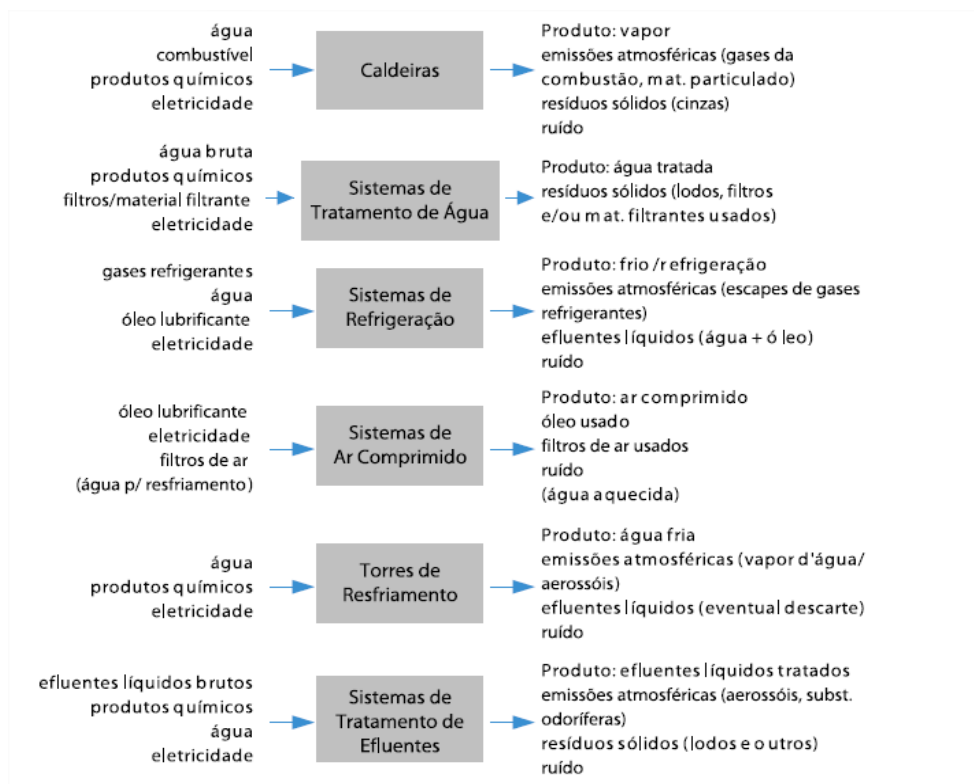 água
combustível
produtos químicos
eletricidade
Caldeiras
Produto: vapor
emissões atmosféricas (gases da
combustão, mat. particulado)
resíduos sólidos (cinzas)
ruído
água bruta
produtos químicos
filtros/material filtrante
eletricidade
Sistemas de
Tratamento de Água
Produto: água tratada
resíduos sólidos (lodos, filtros
e/ou mat. filtrantes usados)
gases refrigerantes
água
óleo lubrificante
eletricidade
Sistemas de
Refrigeração
Produto: frio /refrigeração
emissões atmosféricas (escapes de gases
refrigerantes)
efluentes líquidos (água + óleo)
ruído
óleo lubrificante
eletricidade
filtros de ar
(água p/ resfriamento)
Sistemas de
Ar Comprimido
Produto: ar comprimido
óleo usado
filtros de ar usados
ruído
(água aquecida)
água
produtos químicos
eletricidade
Torres de
Resfriamento
Produto: água fria
emissões atmosféricas (vapor d'água/
aerossóis)
efluentes líquidos (eventual descarte)
ruído
efluentes líquidos brutos
produtos químicos
água
eletricidade
Sistemas de
Tratamento de
Efluentes
Produto: efluentes líquidos tratados
emissões atmosféricas (aerossóis, subst.
odoríferas)
resíduos sólidos (lodos e outros)
ruído